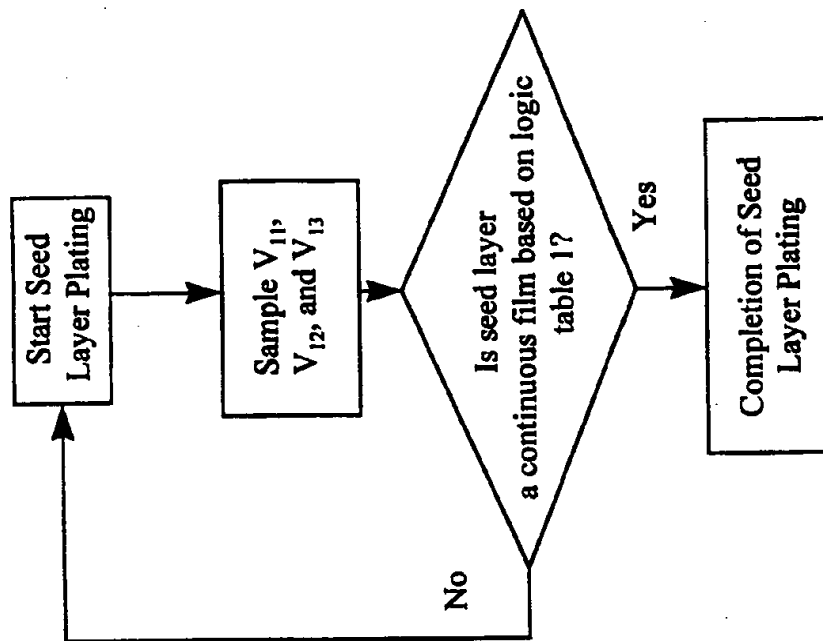 Start Seed
Layer Plating
Sample V₁₁,
V₁₂, and V₁₃
Is seed layer
a continuous film based on logic
table 1?
No
Yes
Completion of Seed
Layer Plating